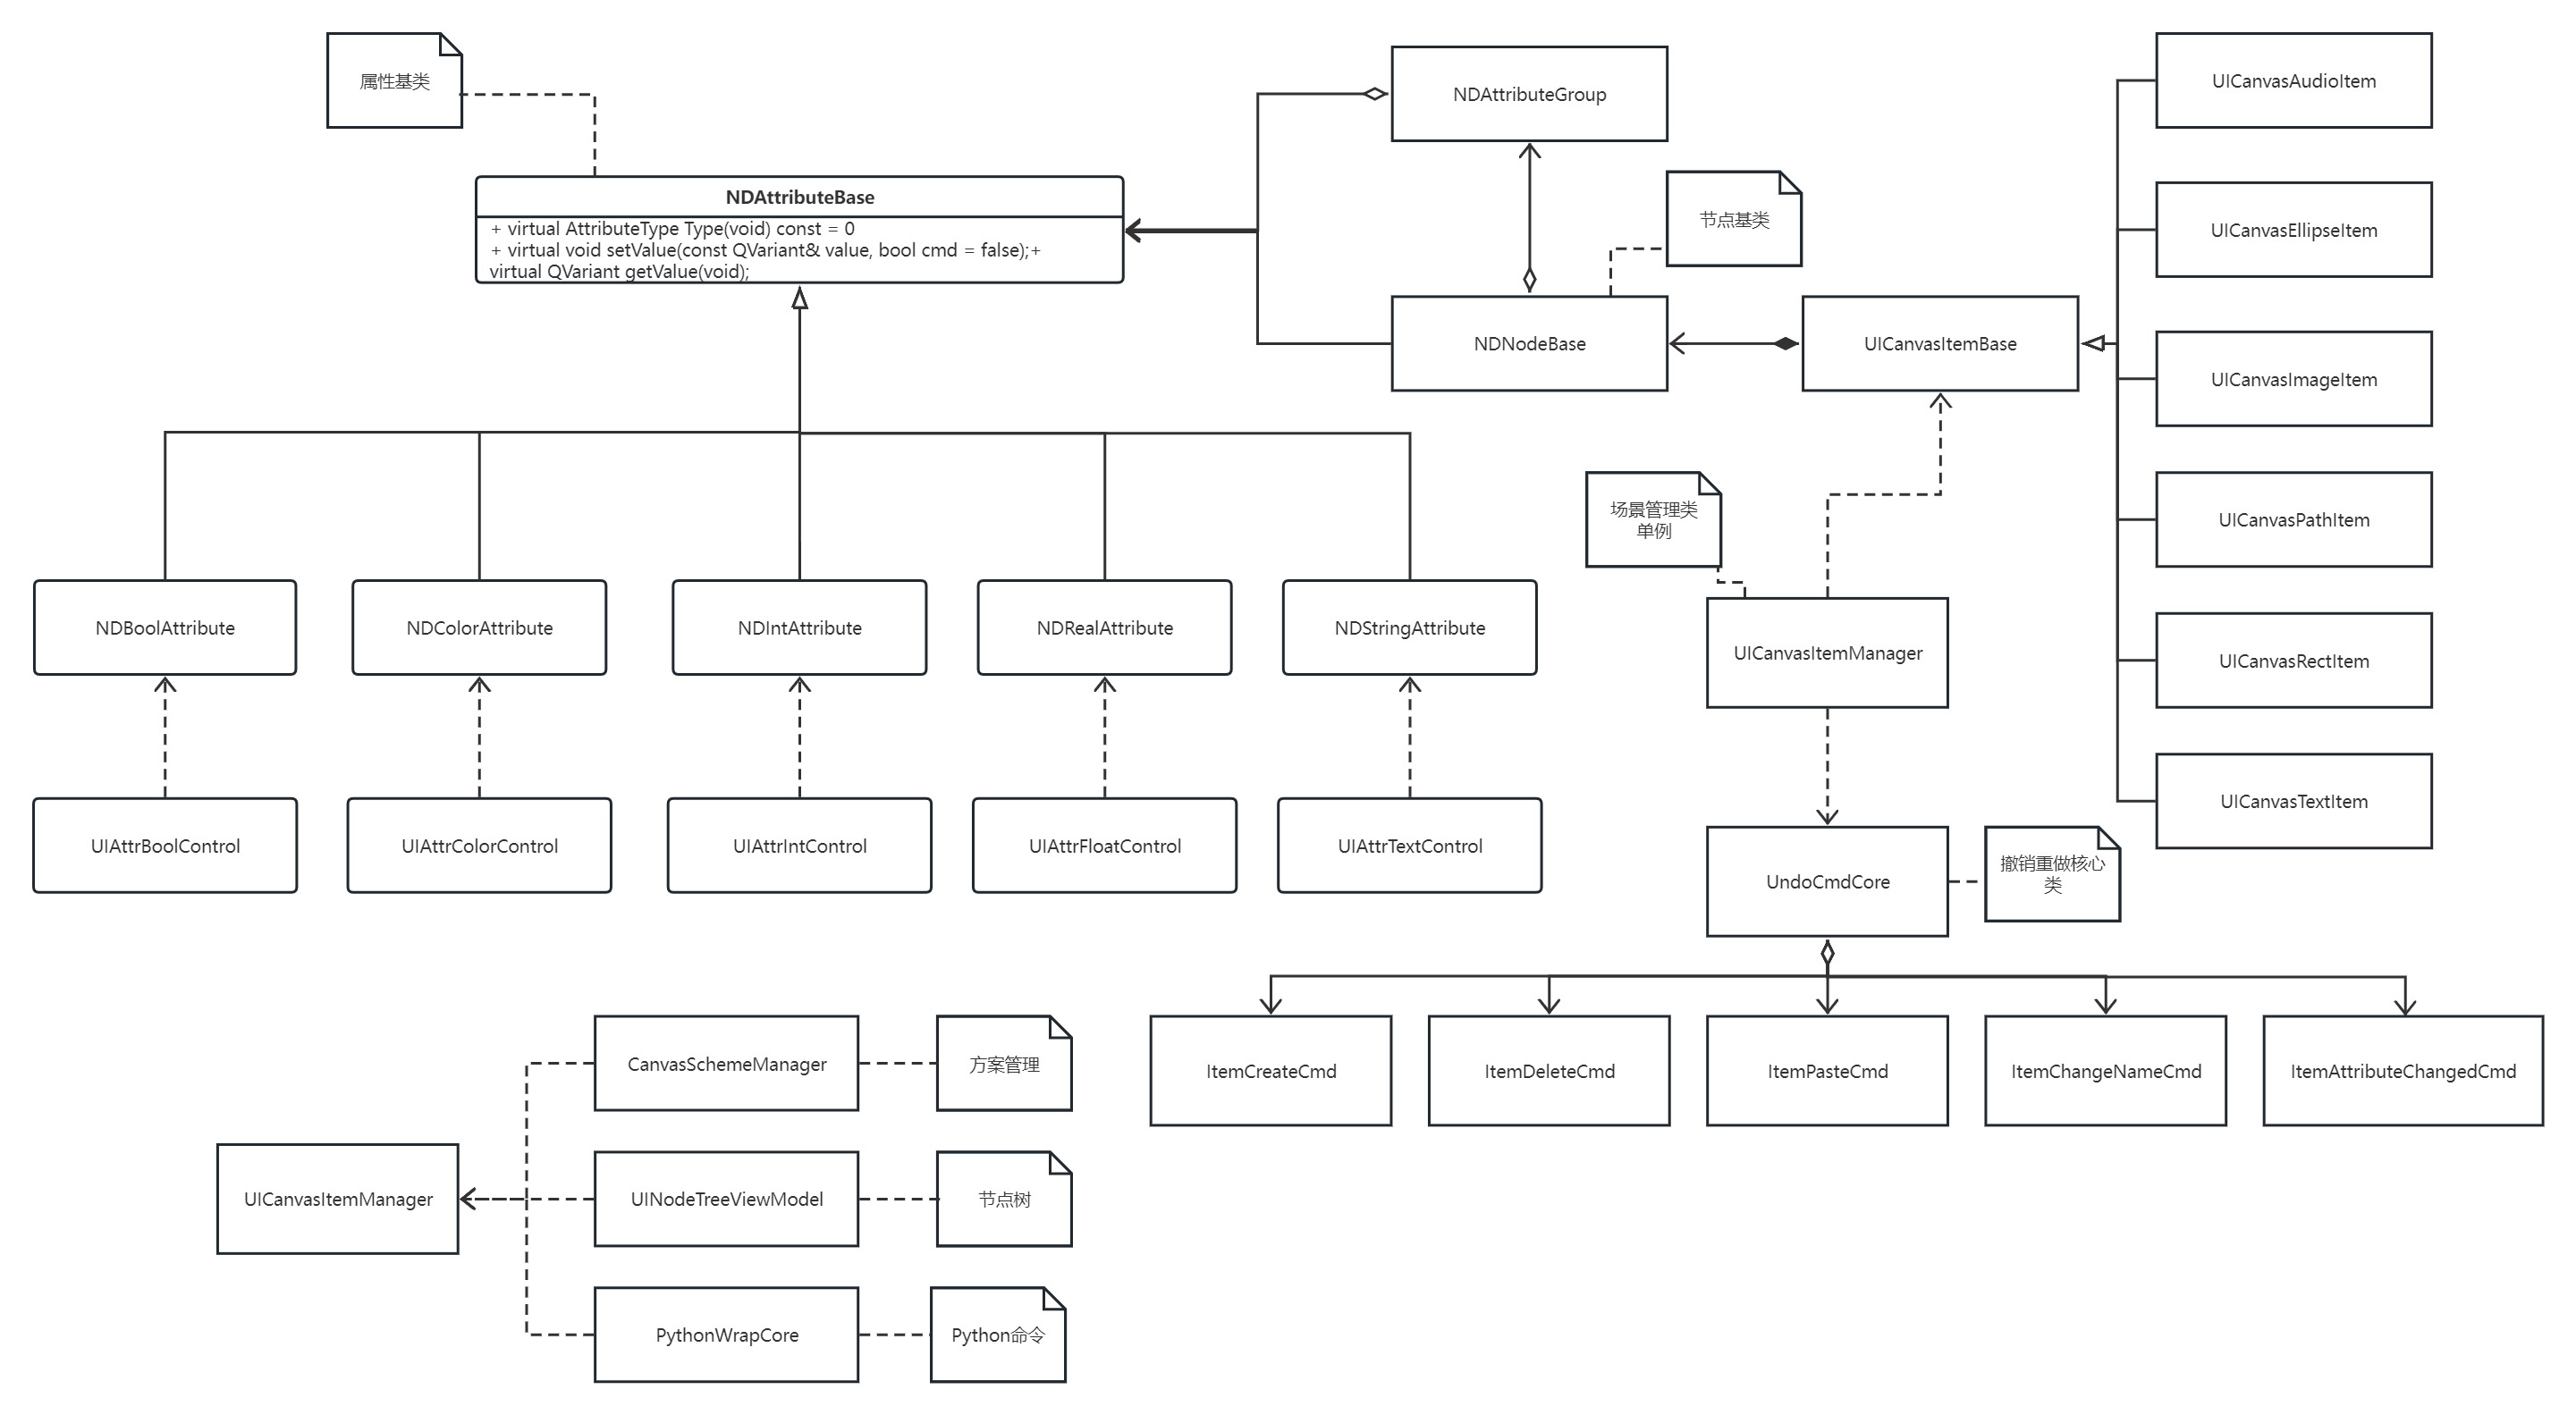 属性基类
NDAttributeGroup
UICanvasAudioItem
NDAttributeBase
+ virtual AttributeType Type(void) const = 0
+ virtual void setValue(const QVariant& value, bool cmd = false);+
virtual QVariant getValue(void);
节点基类
UICanvasEllipseItem
NDNodeBase
UICanvasItemBase
UICanvasImageItem
场景管理类
单例
UICanvasPathItem
NDBoolAttribute
NDColorAttribute
NDIntAttribute
NDRealAttribute
NDStringAttribute
UICanvasItemManager
UICanvasRectItem
UICanvasTextItem
UIAttrBoolControl
UIAttrColorControl
UIAttrIntControl
UIAttrFloatControl
UIAttrTextControl
UndoCmdCore
撤销重做核心
类
CanvasSchemeManager
方案管理
ItemCreateCmd
ItemDeleteCmd
ItemPasteCmd
ItemChangeNameCmd
ItemAttributeChangedCmd
UICanvasItemManager
UINodeTreeViewModel
节点树
PythonWrapCore
Python命令